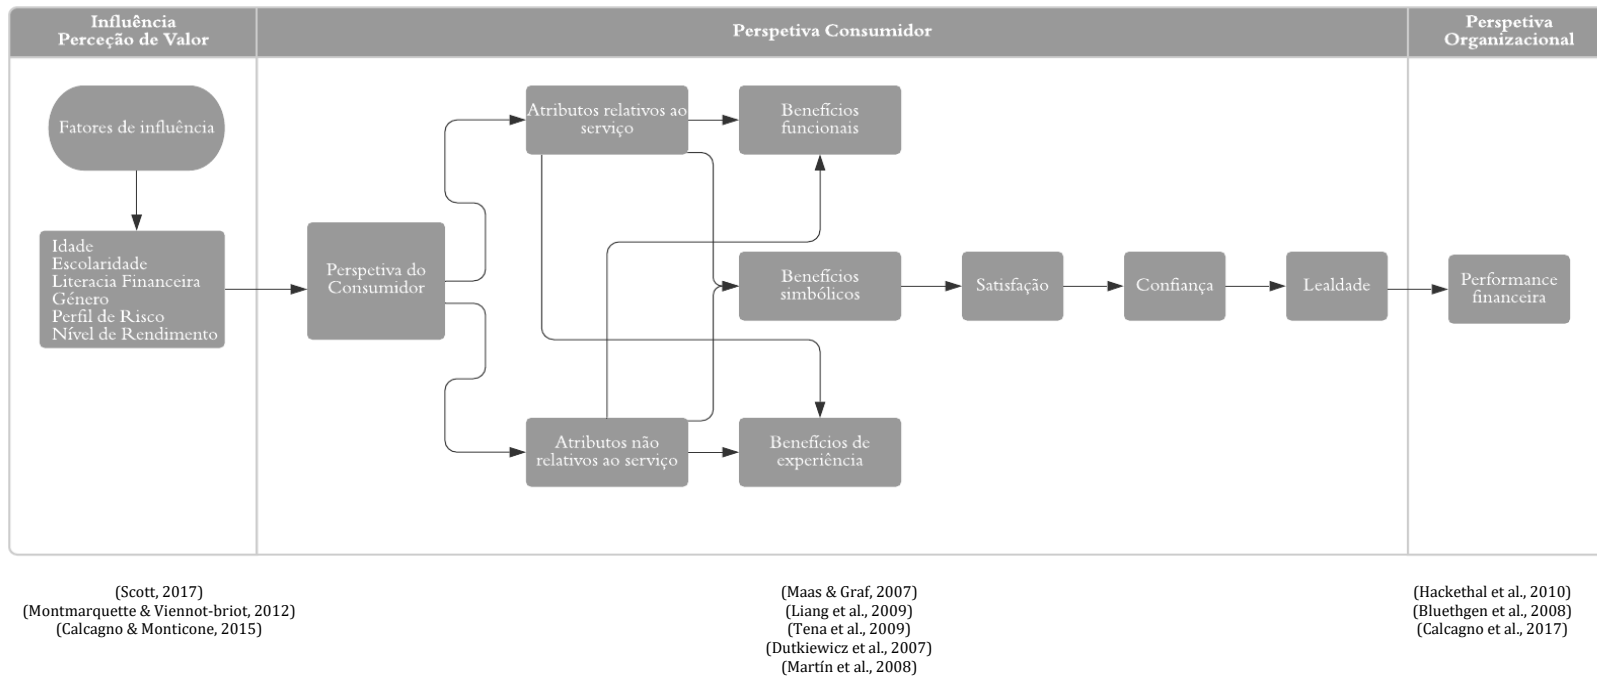 Influência
Perceção de Valor
Perspetiva Consumidor
Perspetiva
Organizacional
Fatores de influência
Idade
Escolaridade
Literacia Financeira
Género
Perfil de Risco
Nível de Rendimento
Perspetiva do
Consumidor
Atributos relativos ao
serviço
Atributos não
relativos ao serviço
Benefícios
funcionais
Benefícios
simbólicos
Benefícios de
experiência
Satisfação
Confiança
Lealdade
Performance
financeira
(Scott, 2017)
(Montmarquette & Viennot-briot, 2012)
(Calcagno & Monticone, 2015)
(Maas & Graf, 2007)
(Liang et al., 2009)
(Tena et al., 2009)
(Dutkiewicz et al., 2007)
(Martín et al., 2008)
(Hackethal et al., 2010)
(Bluethgen et al., 2008)
(Calcagno et al., 2017)